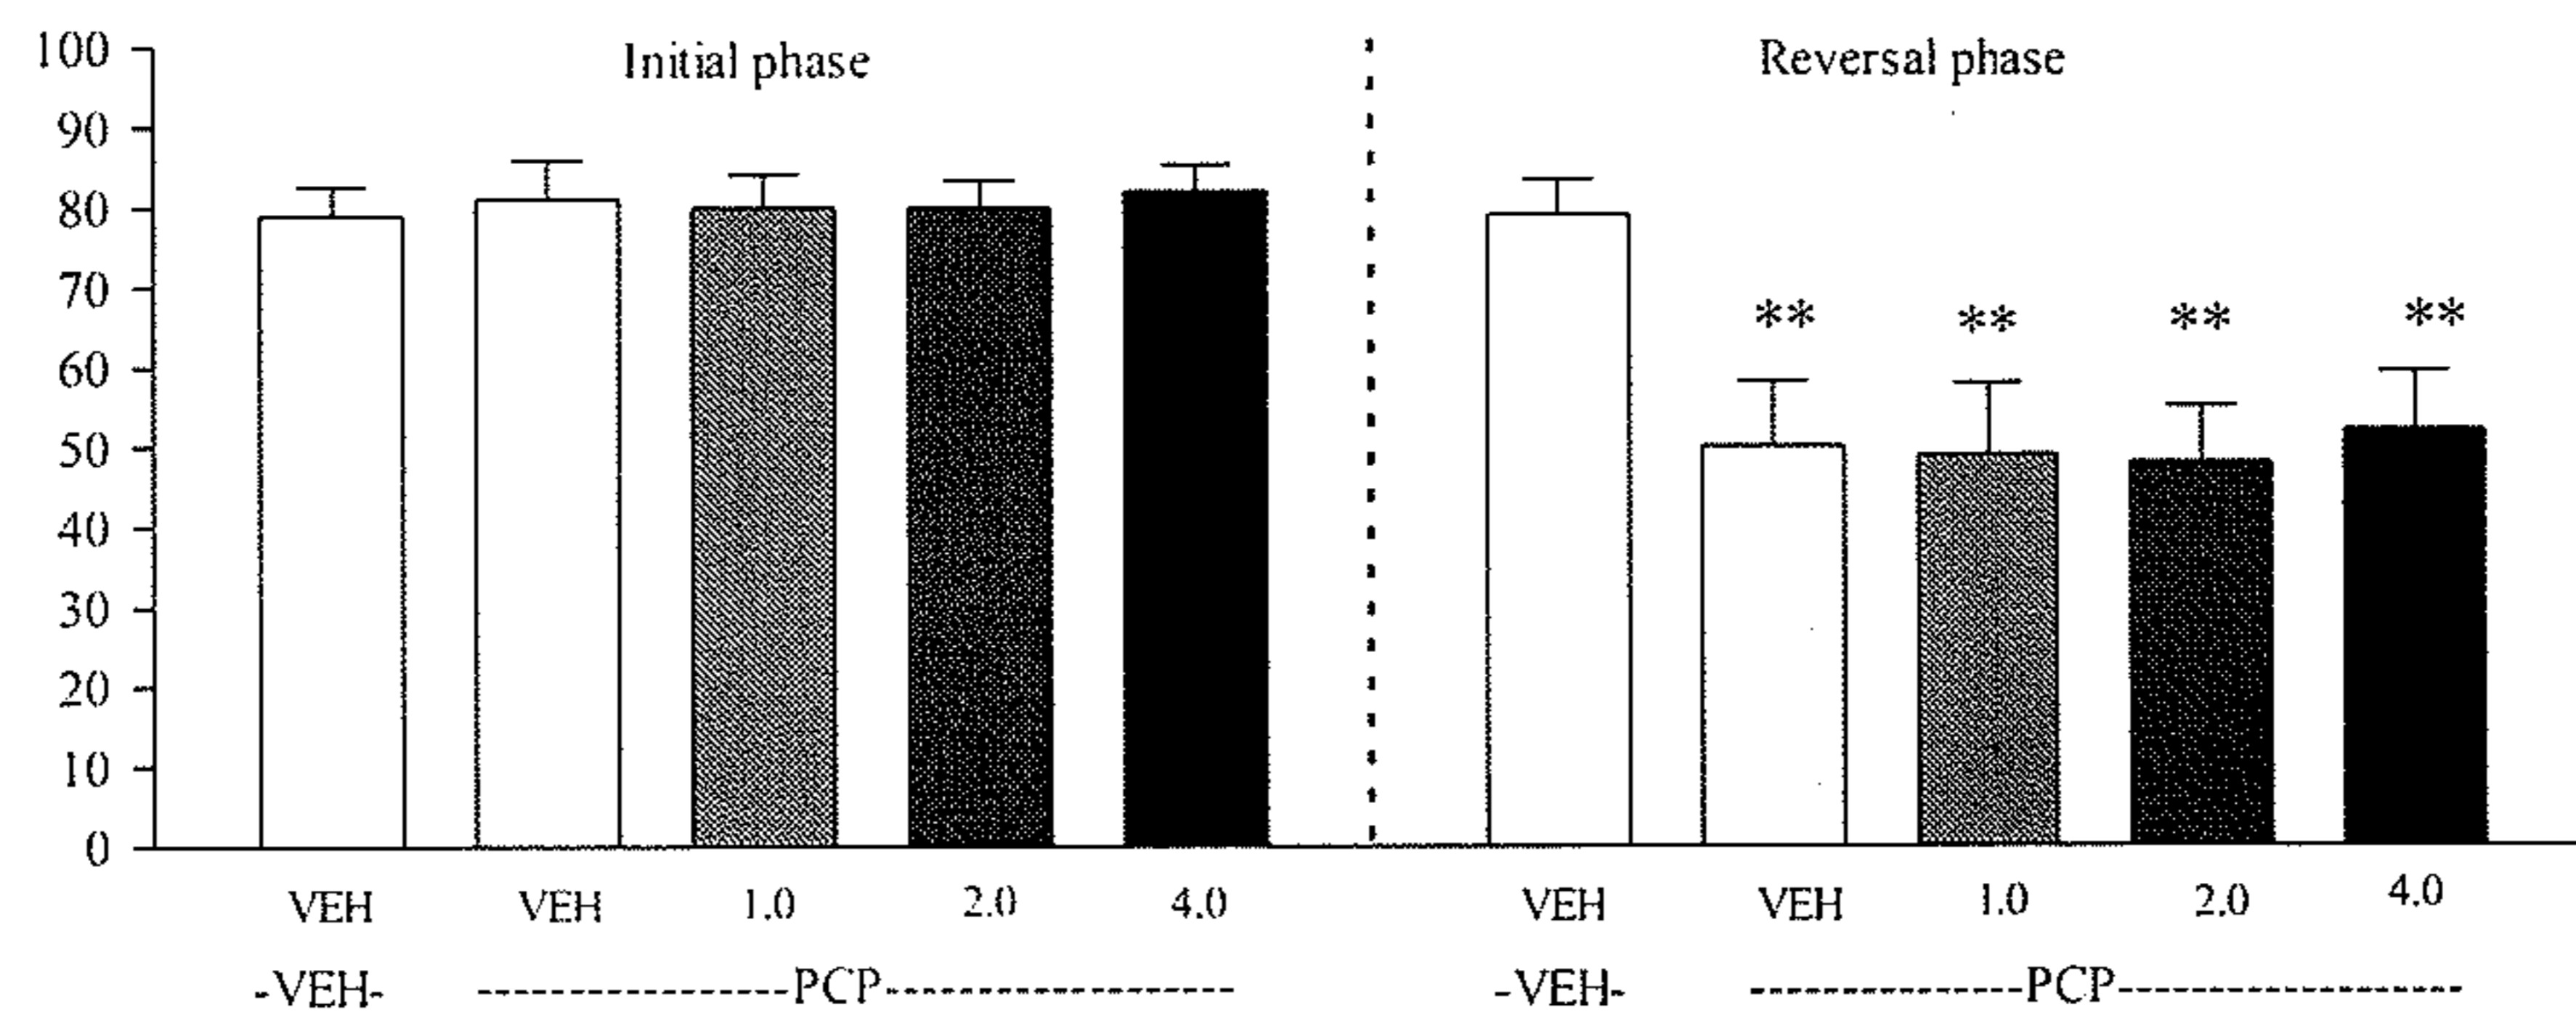 Initial phase
Reversal phase
100
90
80
70
60
50
40
30
20
10
0
** ** ** **
VEH VEH 1.0 2.0 4.0 VEH VEH 1.0 2.0 4.0
-VEH- ----------------PCP------------------ -VEH- --------------PCP------------------